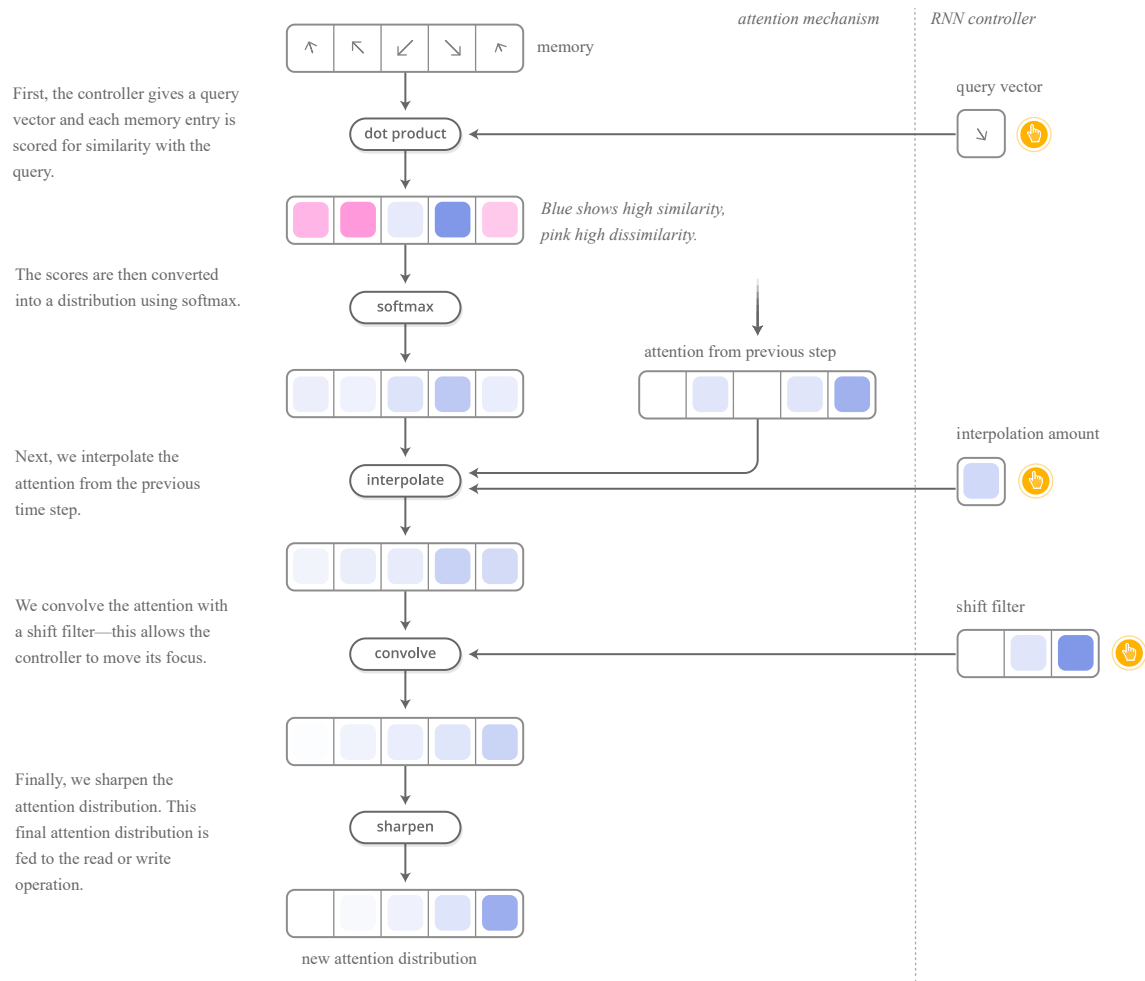 attention mechanism
RNN controller
memory
First, the controller gives a query
vector and each memory entry is
scored for similarity with the
query.
query vector
dot product
Blue shows high similarity,
pink high dissimilarity.
The scores are then converted
into a distribution using softmax.
softmax
attention from previous step
Next, we interpolate the
attention from the previous
time step.
interpolation amount
interpolate
We convolve the attention with
a shift filter—this allows the
controller to move its focus.
shift filter
convolve
Finally, we sharpen the
attention distribution. This
final attention distribution is
fed to the read or write
operation.
sharpen
new attention distribution